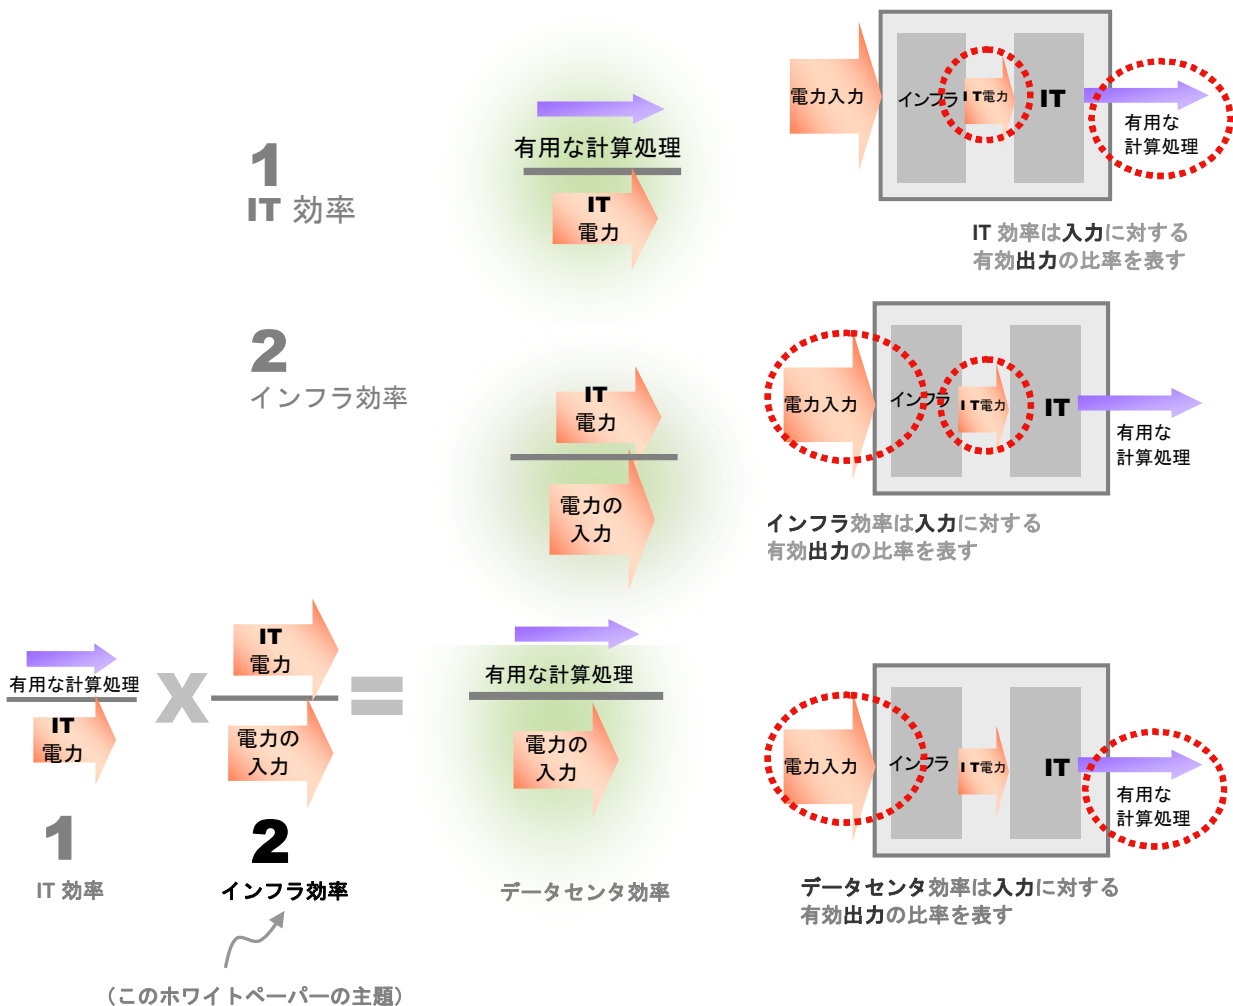 1
IT 効率
有用な計算処理
IT
電力
電力入力
インフラ
IT電力
IT
有用な
計算処理
IT 効率は入力に対する
有効出力の比率を表す
2
インフラ効率
IT
電力
電力の
入力
電力入力
インフラ
IT電力
IT
有用な
計算処理
インフラ効率は入力に対する
有効出力の比率を表す
有用な計算処理
IT
電力
X
IT
電力
電力の
入力
=
有用な計算処理
電力の
入力
1
IT 効率
2
インフラ効率
データセンタ効率
(このホワイトペーパーの主題)
電力入力
インフラ
IT電力
IT
有用な
計算処理
データセンタ効率は入力に対する
有効出力の比率を表す